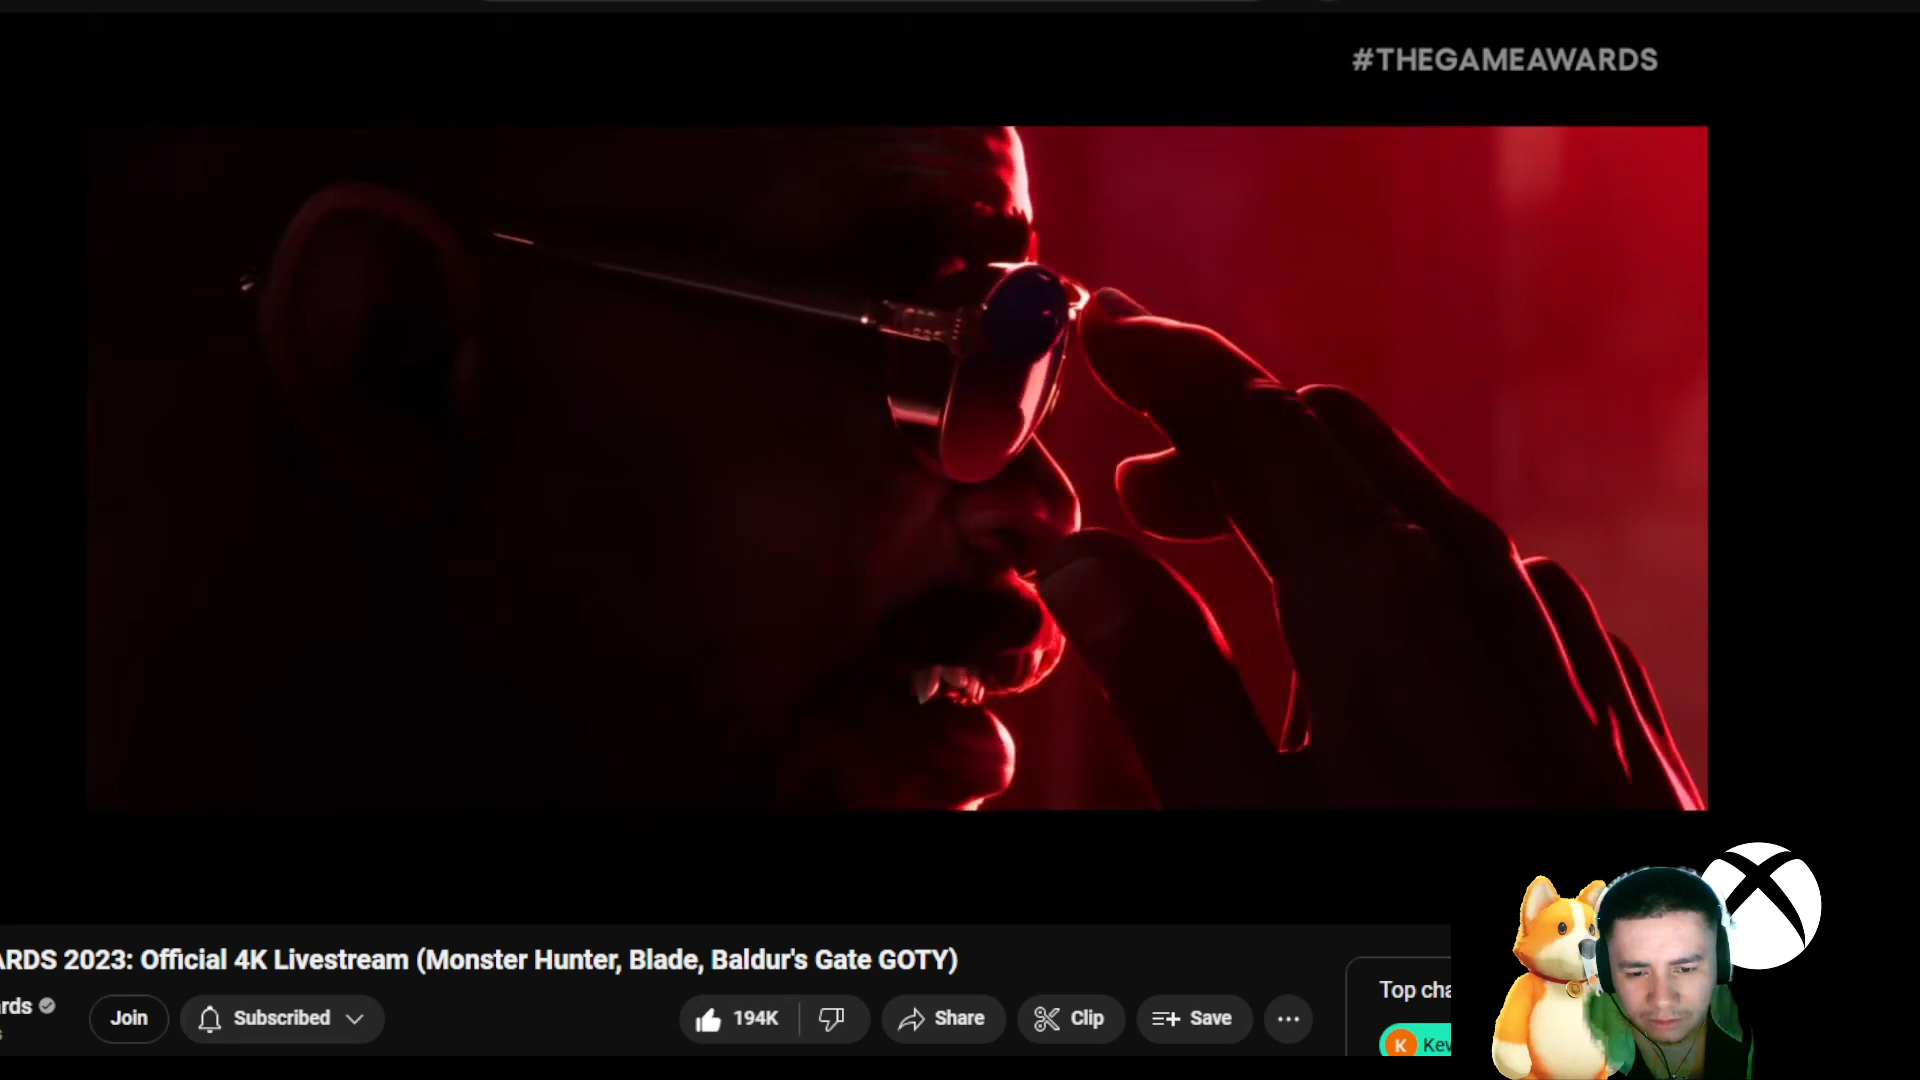 #THEGAMEAWARDS
ARDS 2023: Official 4K Livestream (Monster Hunter, Blade, Baldur's Gate GOTY)
rds
Join
Subscribed
194K
Share
Clip
Save
Top cha
K Kev